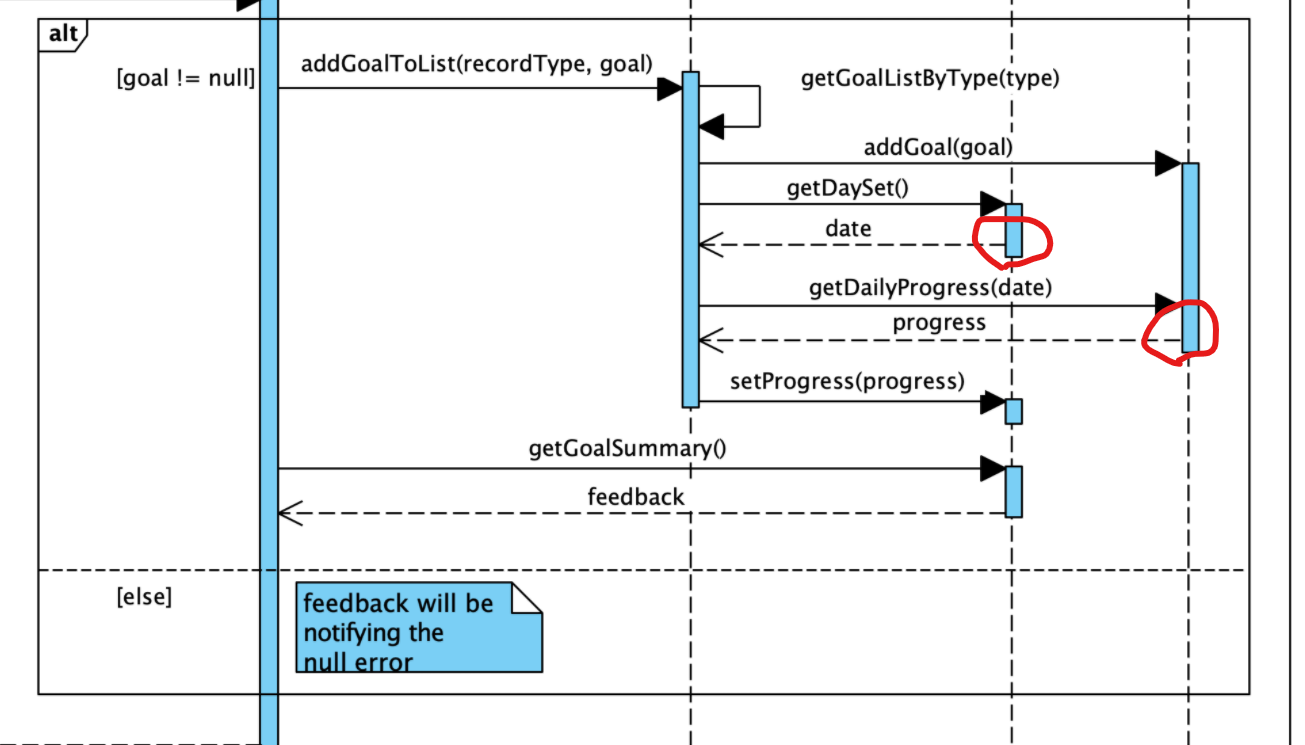 alt
[goal != null]
addGoalToList(recordType, goal)
getGoalListByType(type)
addGoal(goal)
getDaySet()
date
getDailyProgress(date)
progress
setProgress(progress)
getGoalSummary()
feedback
[else]
feedback will be
notifying the
null error